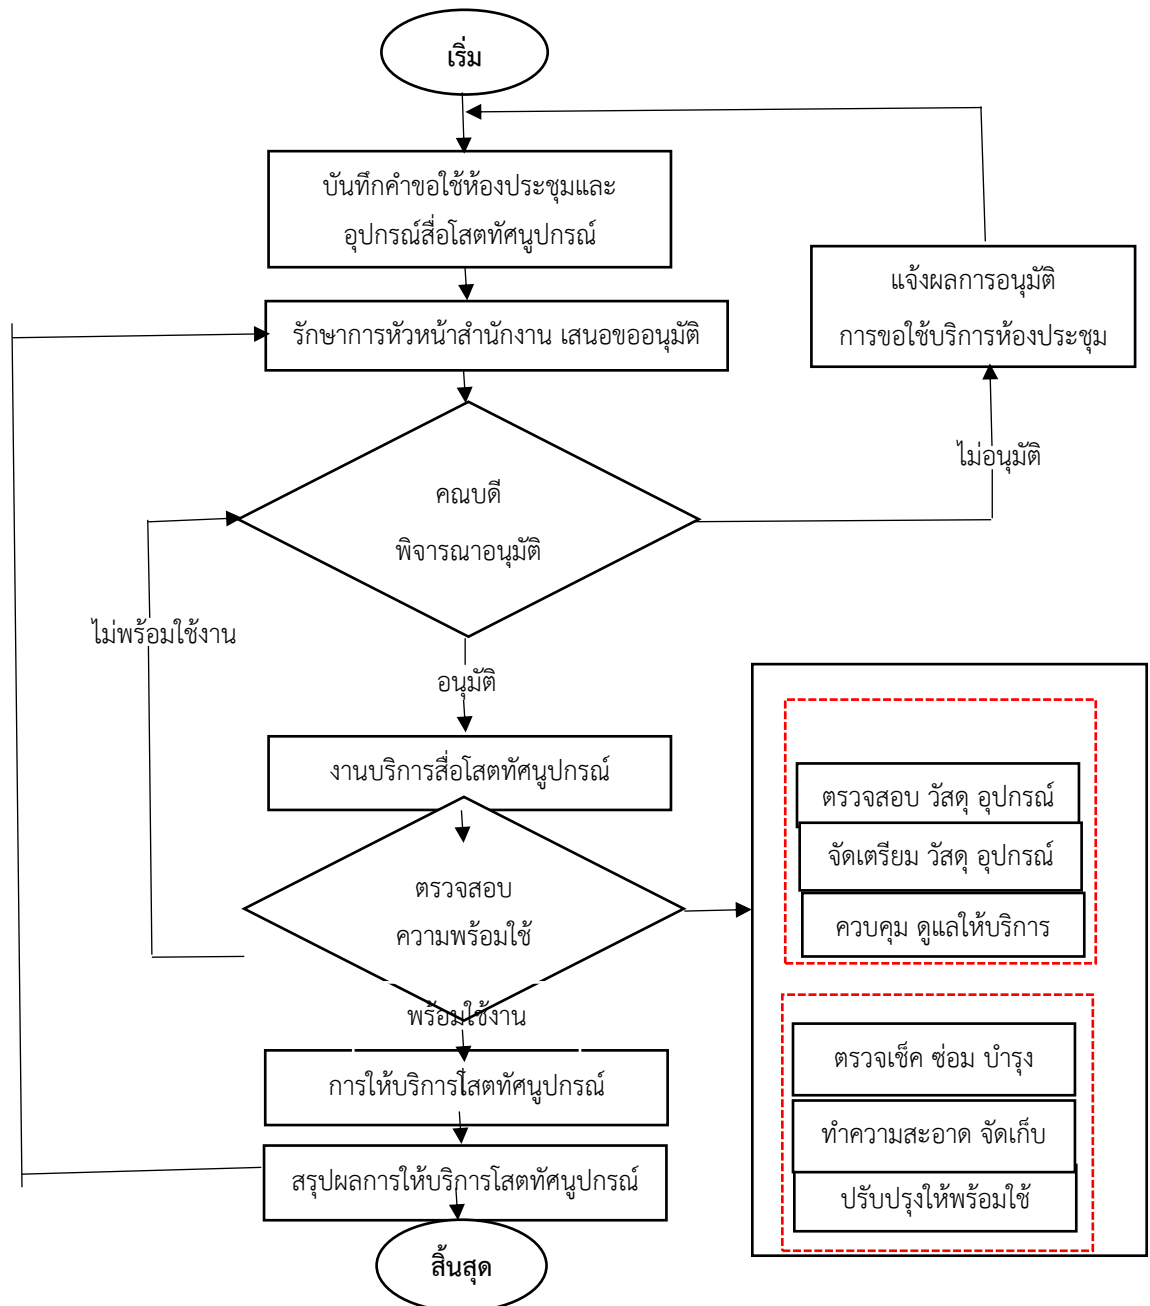 เริ่ม
บันทึกคำขอใช้ห้องประชุมและ
อุปกรณ์สื่อโสตทัศนูปกรณ์
แจ้งผลการอนุมัติ
การขอใช้บริการห้องประชุม
รักษาการหัวหน้าสำนักงาน เสนอขออนุมัติ
ไม่อนุมัติ
คณบดี
พิจารณาอนุมัติ
ไม่พร้อมใช้งาน
อนุมัติ
งานบริการสื่อโสตทัศนูปกรณ์
ตรวจสอบ วัสดุ อุปกรณ์
จัดเตรียม วัสดุ อุปกรณ์
ควบคุม ดูแลให้บริการ
ตรวจสอบ
ความพร้อมใช้
พร้อมใช้งาน
ตรวจเช็ค ซ่อม บำรุง
ทำความสะอาด จัดเก็บ
ปรับปรุงให้พร้อมใช้
การให้บริการโสตทัศนูปกรณ์
สรุปผลการให้บริการโสตทัศนูปกรณ์
สิ้นสุด